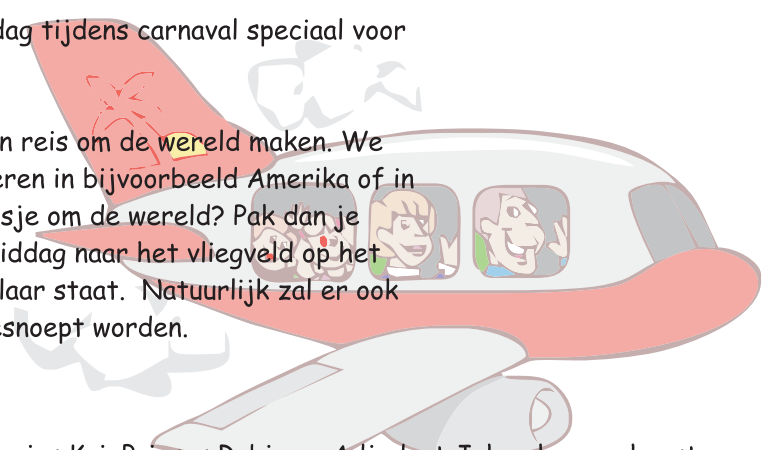 dag tijdens carnaval speciaal voor
n reis om de wereld maken. We
eren in bijvoorbeeld Amerika of in
sje om de wereld? Pak dan je
iddag naar het vliegveld op het
laar staat. Natuurlijk zal er ook
esnoept worden.